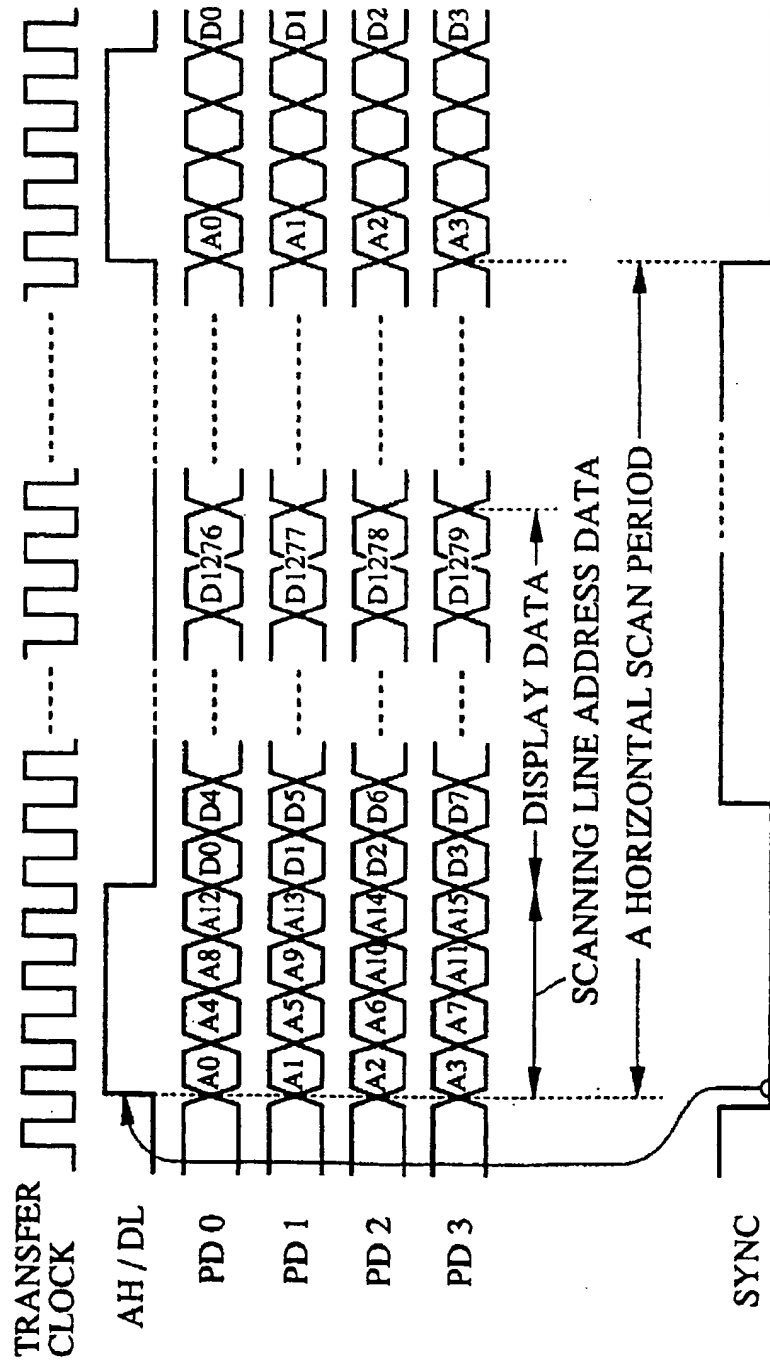 TRANSFER
CLOCK
AH / DL
PD 0 A0 A4 A8 A12 D0 D4 D1276 A0 D0
PD 1 A1 A5 A9 A13 D1 D5 D1277 A1 D1
PD 2 A2 A6 A10 A14 D2 D6 D1278 A2 D2
PD 3 A3 A7 A11 A15 D3 D7 D1279 A3 D3
DISPLAY DATA
SCANNING LINE ADDRESS DATA
A HORIZONTAL SCAN PERIOD
SYNC